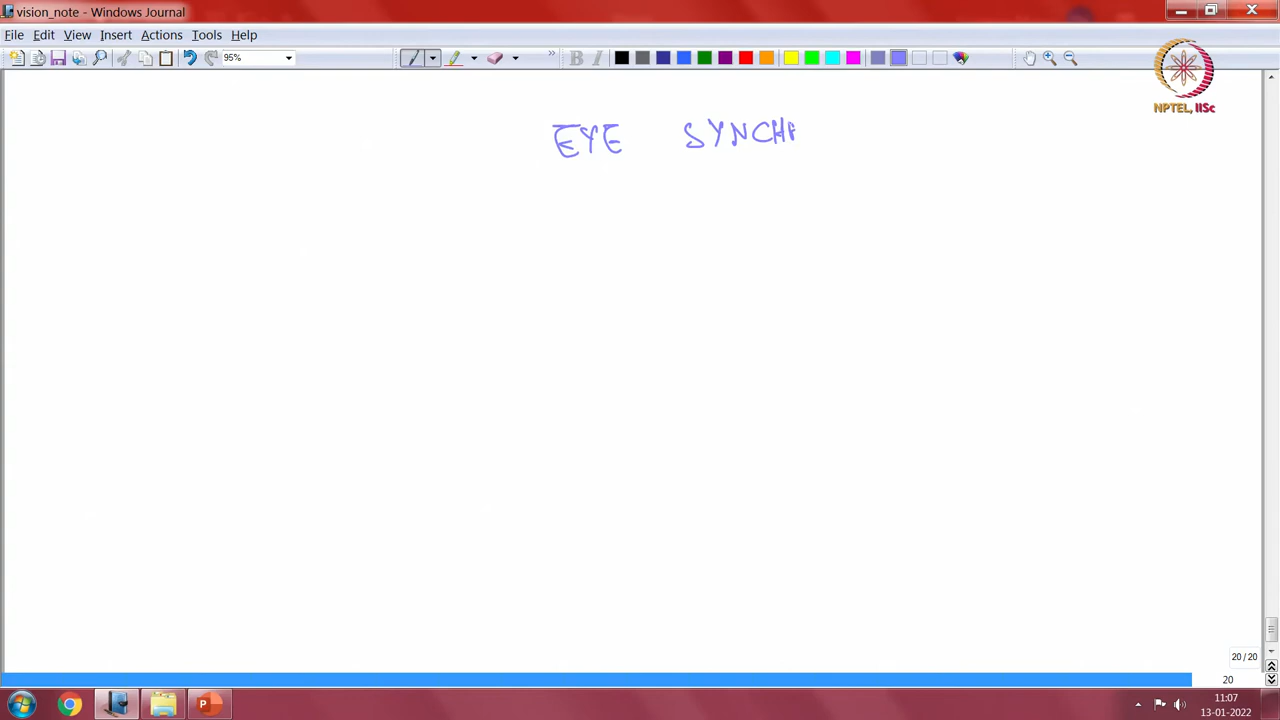 vision_note - Windows Journal
File Edit View Insert Actions Tools Help
95%
B I
NPTEL, IISc
EYE SYNCH
20 / 20
20
11:07
13-01-2022